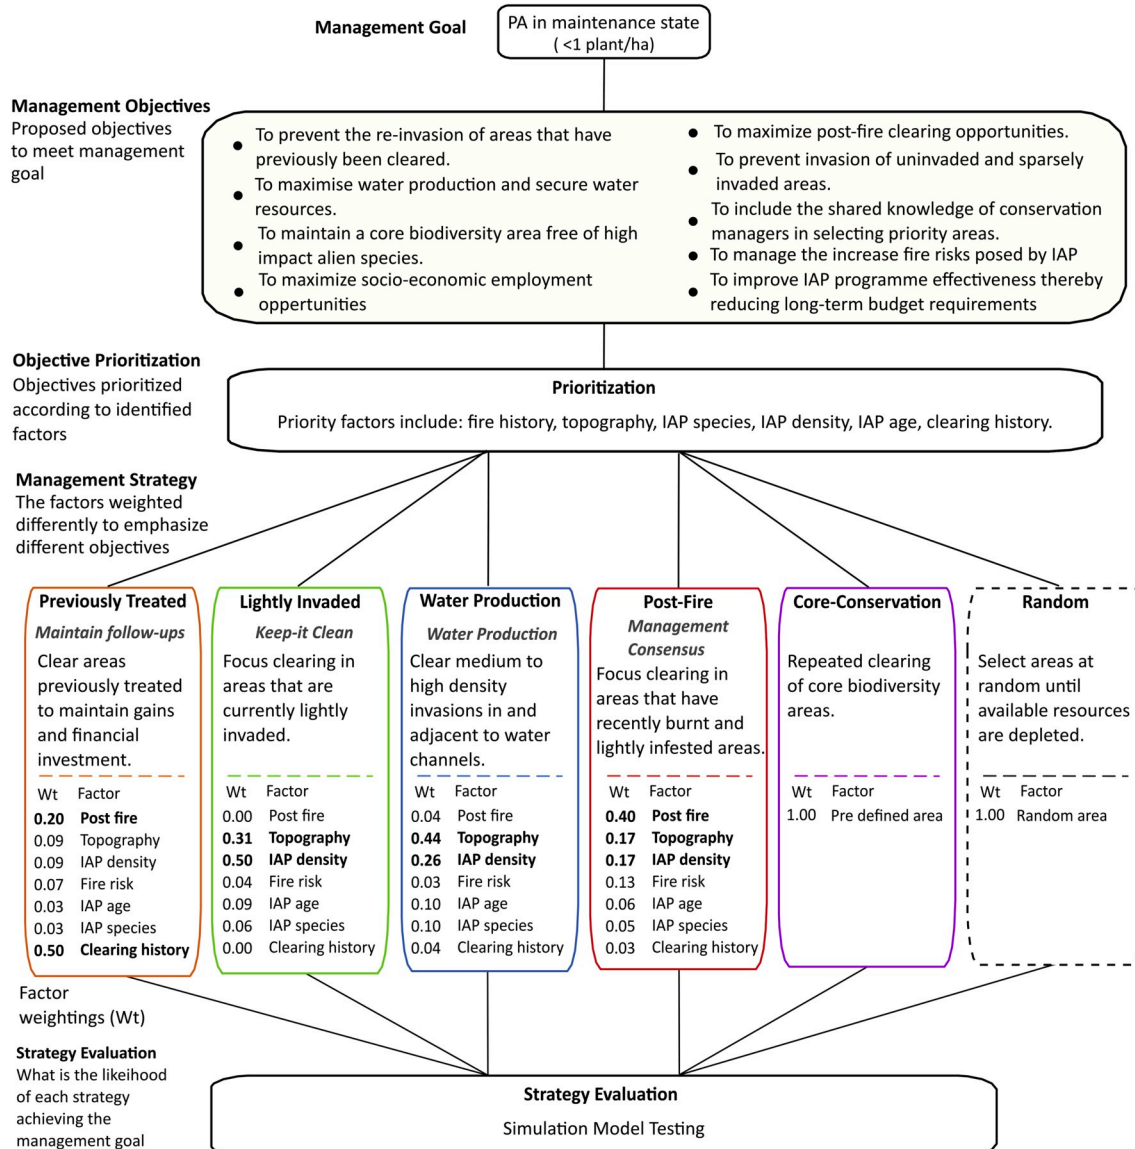 Management Goal
PA in maintenance state
( <1 plant/ha)
Management Objectives
Proposed objectives
to meet management
goal
● To prevent the re-invasion of areas that have
previously been cleared.
● To maximise water production and secure water
resources.
● To maintain a core biodiversity area free of high
impact alien species.
● To maximize socio-economic employment
oppertunities
● To maximize post-fire clearing opportunities.
● To prevent invasion of uninvaded and sparsely
invaded areas.
● To include the shared knowledge of conservation
managers in selecting priority areas.
● To manage the increase fire risks posed by IAP
● To improve IAP programme effectiveness thereby
reducing long-term budget requirements
Objective Prioritization
Objectives prioritized
according to identified
factors
Prioritization
Priority factors include: fire history, topography, IAP species, IAP density, IAP age, clearing history.
Management Strategy
The factors weighted
differently to emphasize
different objectives
Previously Treated
Maintain follow-ups
Clear areas
previously treated
to maintain gains
and financial
investment.
Wt Factor
0.20 Post fire
0.09 Topography
0.09 IAP density
0.07 Fire risk
0.03 IAP age
0.03 IAP species
0.50 Clearing history
Lightly Invaded
Keep-it Clean
Focus clearing in
areas that are
currently lightly
invaded.
Wt Factor
0.00 Post fire
0.31 Topography
0.50 IAP density
0.04 Fire risk
0.09 IAP age
0.06 IAP species
0.00 Clearing history
Water Production
Water Production
Clear medium to
high density
invasions in and
adjacent to water
channels.
Wt Factor
0.04 Post fire
0.44 Topography
0.26 IAP density
0.03 Fire risk
0.10 IAP age
0.10 IAP species
0.04 Clearing history
Post-Fire
Management
Consensus
Focus clearing in
areas that have
recently burnt and
lightly infested areas.
Wt Factor
0.40 Post fire
0.17 Topography
0.17 IAP density
0.13 Fire risk
0.06 IAP age
0.05 IAP species
0.03 Clearing history
Core-Conservation
Repeated clearing
of core biodiversity
areas.
Wt Factor
1.00 Pre defined area
Random
Select areas at
random until
available resources
are depleted.
Wt Factor
1.00 Random area
Factor
weightings (Wt)
Strategy Evaluation
What is the likeihood
of each strategy
achieving the
management goal
Strategy Evaluation
Simulation Model Testing